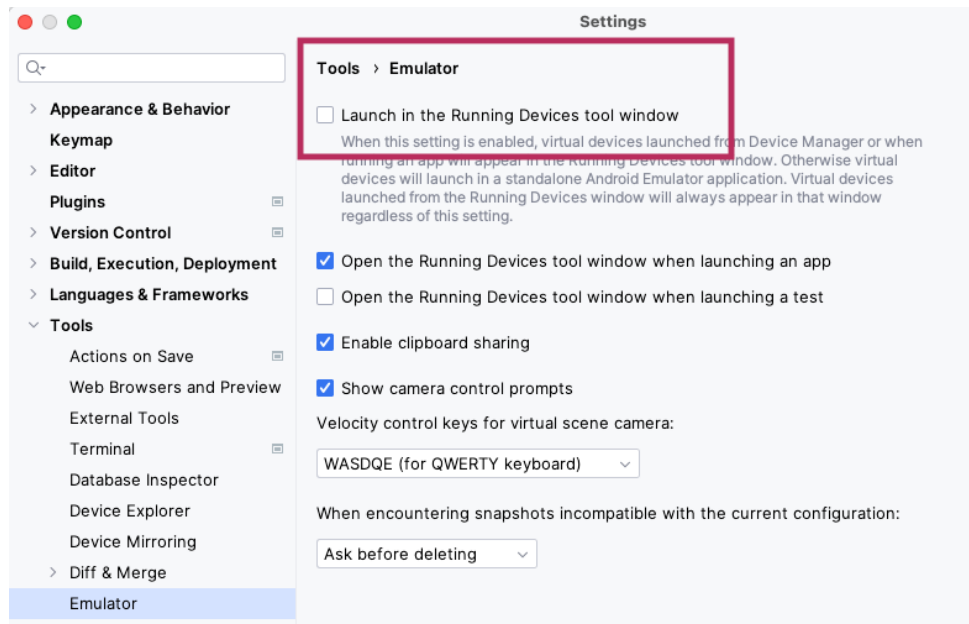 Settings
Tools › Emulator
Launch in the Running Devices tool window
When this setting is enabled, virtual devices launched from Device Manager or when
running an app will appear in the Running Devices tool window. Otherwise virtual
devices will launch in a standalone Android Emulator application. Virtual devices
launched from the Running Devices window will always appear in that window
regardless of this setting.
Open the Running Devices tool window when launching an app
Open the Running Devices tool window when launching a test
Enable clipboard sharing
Show camera control prompts
Velocity control keys for virtual scene camera:
WASDQE (for QWERTY keyboard)
When encountering snapshots incompatible with the current configuration:
Ask before deleting
Appearance & Behavior
Keymap
Editor
Plugins
Version Control
Build, Execution, Deployment
Languages & Frameworks
Tools
Actions on Save
Web Browsers and Preview
External Tools
Terminal
Database Inspector
Device Explorer
Device Mirroring
Diff & Merge
Emulator